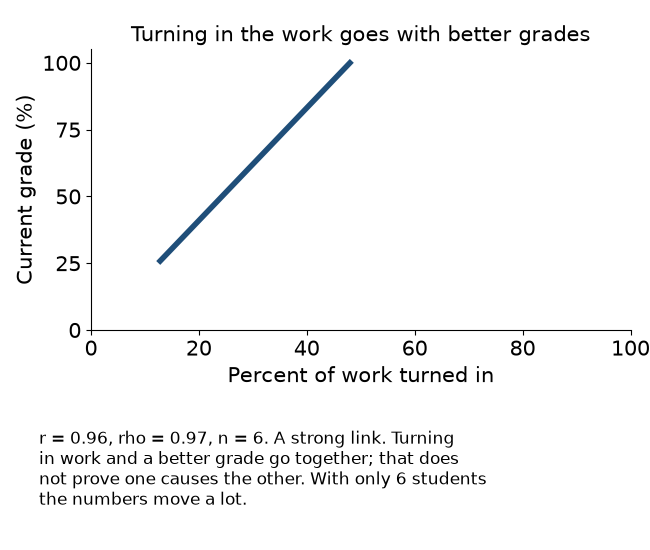 Turning in the work goes with better grades
Current grade (%)
100
75
50
25
0
0 20 40 60 80 100
Percent of work turned in
r = 0.96, rho = 0.97, n = 6. A strong link. Turning
in work and a better grade go together; that does
not prove one causes the other. With only 6 students
the numbers move a lot.